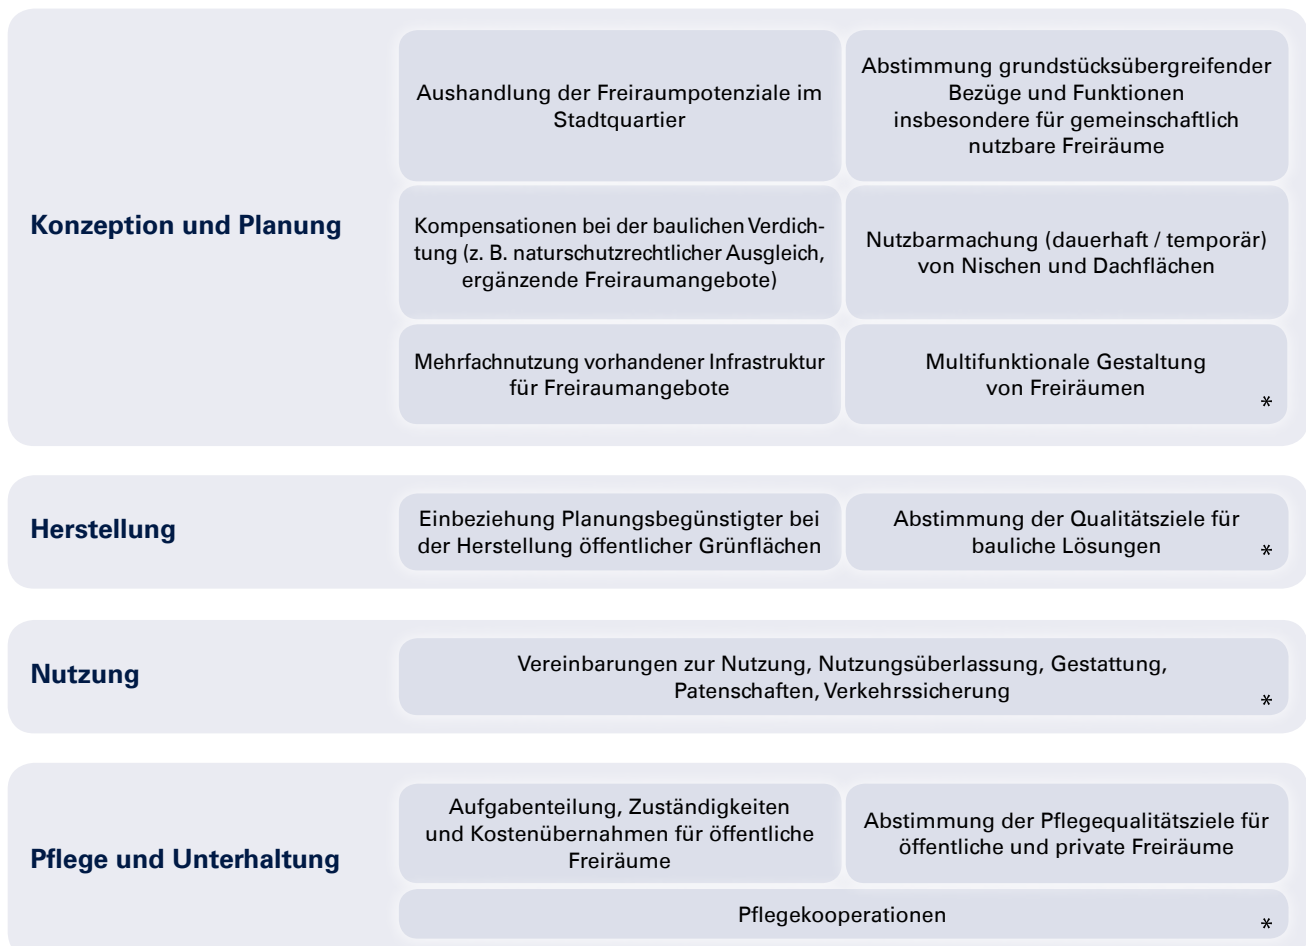 Konzeption und Planung
Aushandlung der Freiraumpotenziale im
Stadtquartier
Abstimmung grundstücksübergreifender
Bezüge und Funktionen
insbesondere für gemeinschaftlich
nutzbare Freiräume
Kompensationen bei der baulichen Verdich-
tung (z. B. naturschutzrechtlicher Ausgleich,
ergänzende Freiraumangebote)
Nutzbarmachung (dauerhaft / temporär)
von Nischen und Dachflächen
Mehrfachnutzung vorhandener Infrastruktur
für Freiraumangebote
Multifunktionale Gestaltung
von Freiräumen
*
Herstellung
Einbeziehung Planungsbegünstigter bei
der Herstellung öffentlicher Grünflächen
Abstimmung der Qualitätsziele für
bauliche Lösungen
*
Nutzung
Vereinbarungen zur Nutzung, Nutzungsüberlassung, Gestattung,
Patenschaften, Verkehrssicherung
*
Pflege und Unterhaltung
Aufgabenteilung, Zuständigkeiten
und Kostenübernahmen für öffentliche
Freiräume
Abstimmung der Pflegequalitätsziele für
öffentliche und private Freiräume
Pflegekooperationen
*